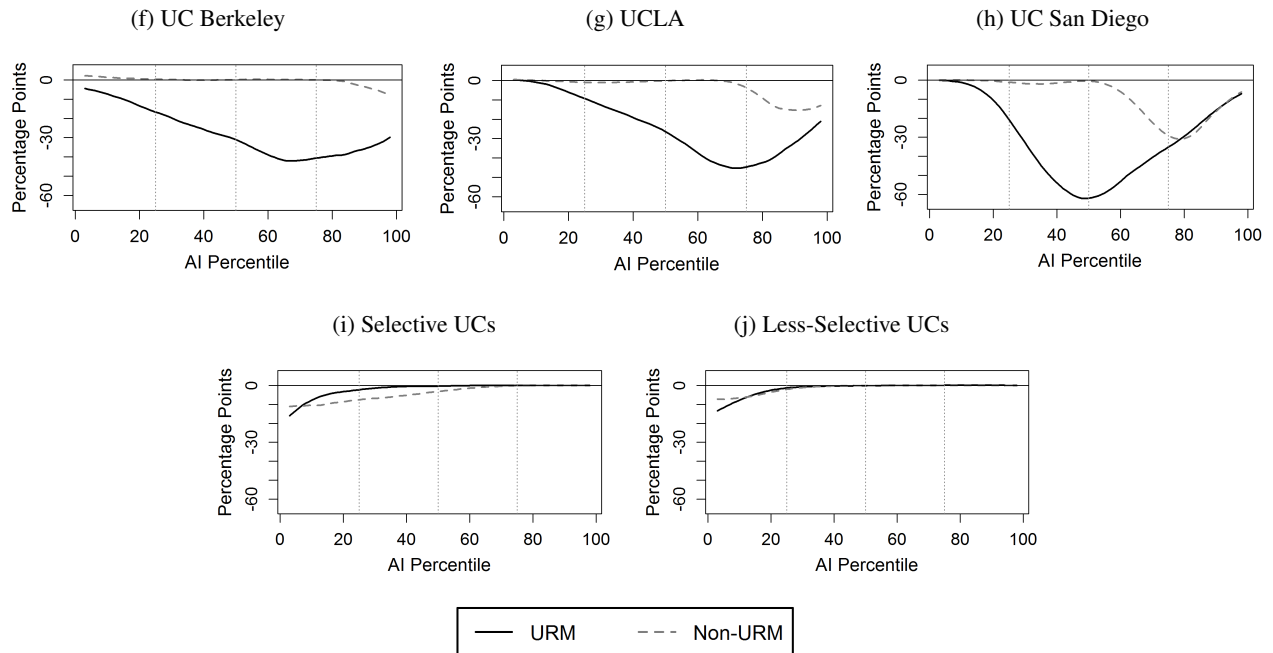 (f) UC Berkeley
(g) UCLA
(h) UC San Diego
Percentage Points
0
-30
-60
0 20 40 60 80 100
AI Percentile
Percentage Points
0
-30
-60
0 20 40 60 80 100
AI Percentile
Percentage Points
0
-30
-60
0 20 40 60 80 100
AI Percentile
(i) Selective UCs
(j) Less-Selective UCs
Percentage Points
0
-30
-60
0 20 40 60 80 100
AI Percentile
Percentage Points
0
-30
-60
0 20 40 60 80 100
AI Percentile
URM Non-URM